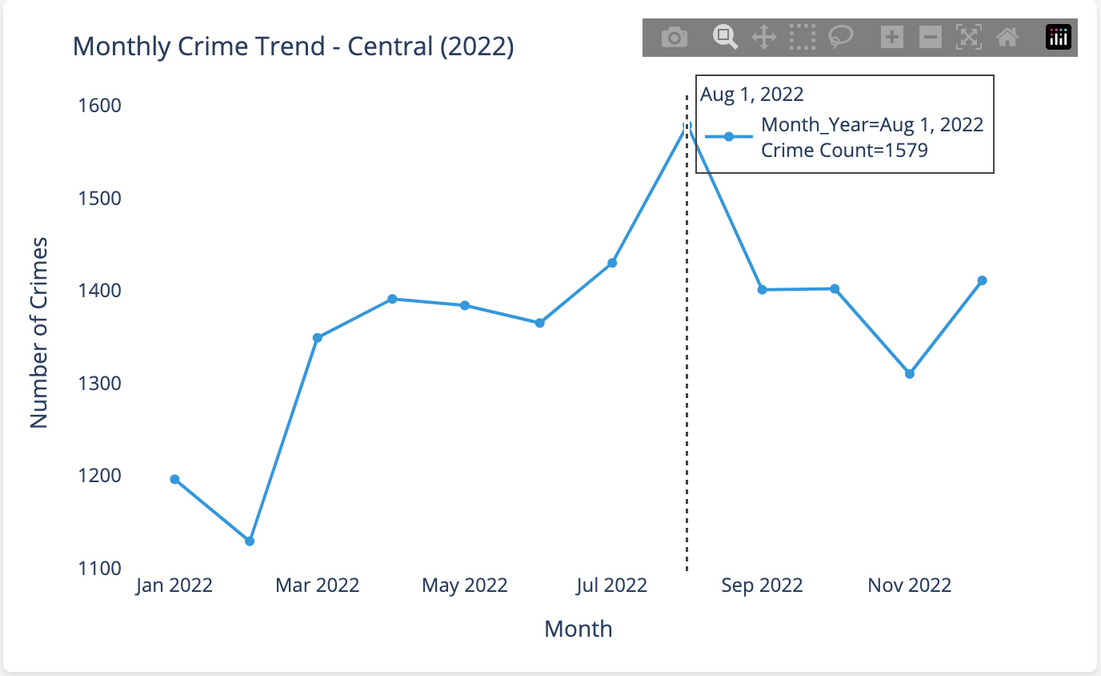 Monthly Crime Trend - Central (2022)
Aug 1, 2022
Month_Year=Aug 1, 2022
Crime Count=1579
1600
1500
1400
1300
1200
1100
Number of Crimes
Jan 2022
Mar 2022
May 2022
Jul 2022
Sep 2022
Nov 2022
Month